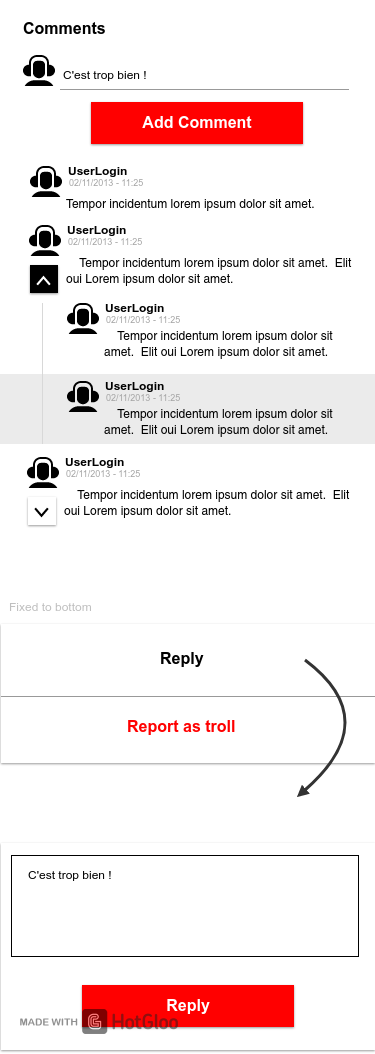 Comments
C'est trop bien !
Add Comment
UserLogin
02/11/2013 - 11:25
Tempor incidentum lorem ipsum dolor sit amet.
UserLogin
02/11/2013 - 11:25
Tempor incidentum lorem ipsum dolor sit amet.  Elit
oui Lorem ipsum dolor sit amet.
UserLogin
02/11/2013 - 11:25
Tempor incidentum lorem ipsum dolor sit
amet.  Elit oui Lorem ipsum dolor sit amet.
UserLogin
02/11/2013 - 11:25
Tempor incidentum lorem ipsum dolor sit
amet.  Elit oui Lorem ipsum dolor sit amet.
UserLogin
02/11/2013 - 11:25
Tempor incidentum lorem ipsum dolor sit amet.  Elit
oui Lorem ipsum dolor sit amet.
Fixed to bottom
Reply
Report as troll
C'est trop bien !
Reply
MADE WITH HotGloo